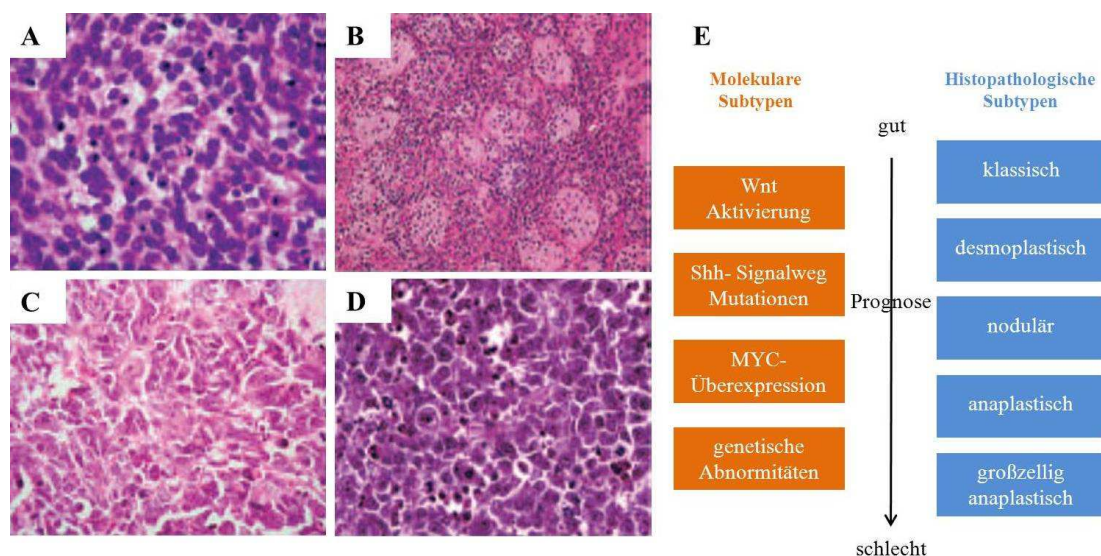 A
B
C
D
E
Molekulare
Subtypen
Histopathologische
Subtypen
gut
Wnt
Aktivierung
Shh- Signalweg
Mutationen
MYC-
Überexpression
genetische
Abnormitäten
Prognose
klassisch
desmoplastisch
nodulär
anaplastisch
großzellig
anaplastisch
schlecht